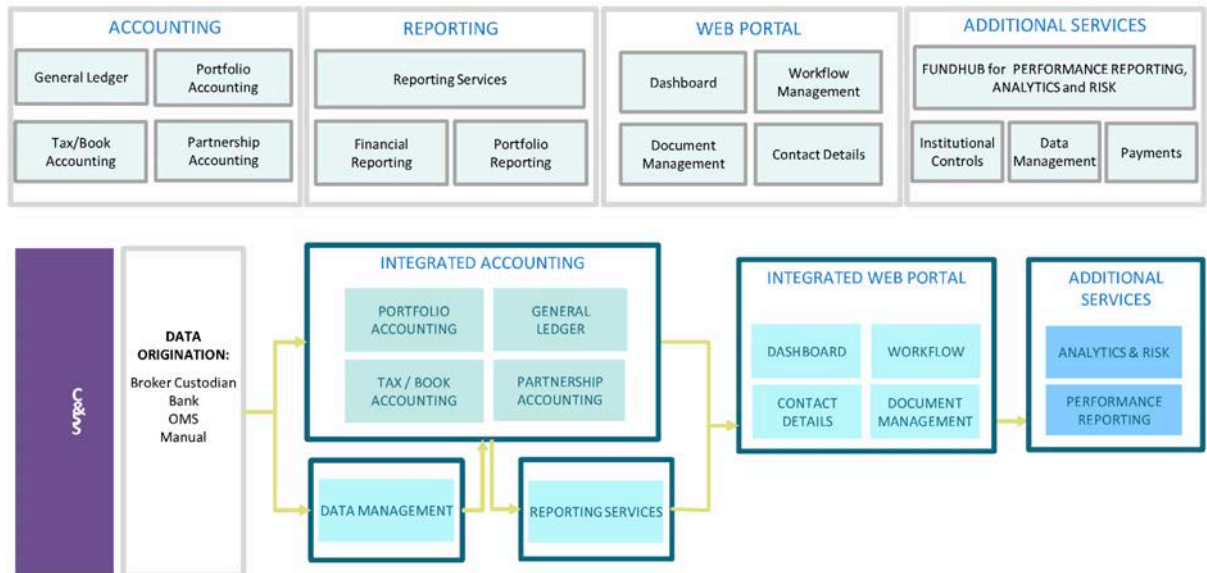 ACCOUNTING
General Ledger
Portfolio
Accounting
Tax/Book
Accounting
Partnership
Accounting
REPORTING
Reporting Services
Financial
Reporting
Portfolio
Reporting
WEB PORTAL
Dashboard
Workflow
Management
Document
Management
Contact Details
ADDITIONAL SERVICES
FUNDHUB for PERFORMANCE REPORTING,
ANALYTICS and RISK
Institutional
Controls
Data
Management
Payments
DATA
ORIGINATION:
Broker Custodian
Bank
OMS
Manual
INTEGRATED ACCOUNTING
PORTFOLIO
ACCOUNTING
GENERAL
LEDGER
TAX / BOOK
ACCOUNTING
PARTNERSHIP
ACCOUNTING
DATA MANAGEMENT
REPORTING SERVICES
INTEGRATED WEB PORTAL
DASHBOARD
WORKFLOW
CONTACT
DETAILS
DOCUMENT
MANAGEMENT
ADDITIONAL
SERVICES
ANALYTICS & RISK
PERFORMANCE
REPORTING